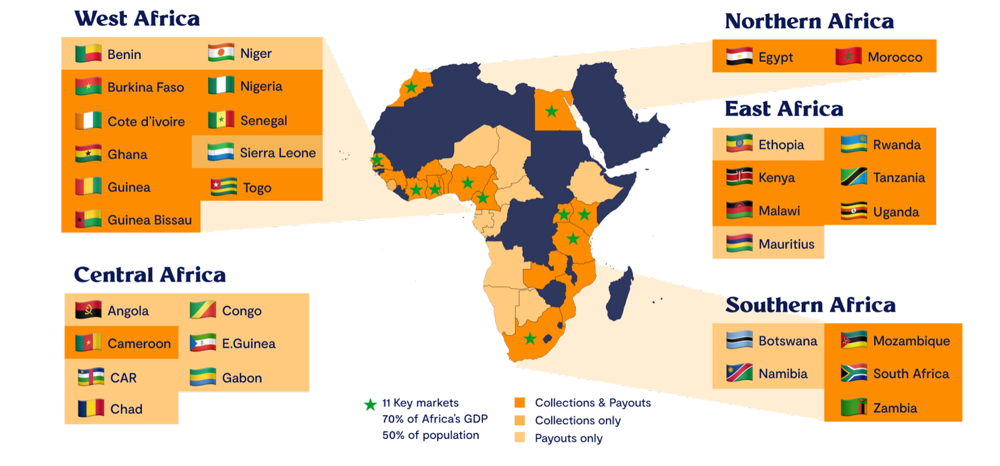 West Africa
Benin
Niger
Burkina Faso
Nigeria
Cote d’ivoire
Senegal
Ghana
Sierra Leone
Guinea
Togo
Guinea Bissau
Central Africa
Angola
Congo
Cameroon
E.Guinea
CAR
Gabon
Chad
Northern Africa
Egypt
Morocco
East Africa
Ethopia
Rwanda
Kenya
Tanzania
Malawi
Uganda
Mauritius
Southern Africa
Botswana
Mozambique
Namibia
South Africa
Zambia
11 Key markets
70% of Africa’s GDP
50% of population
Collections & Payouts
Collections only
Payouts only